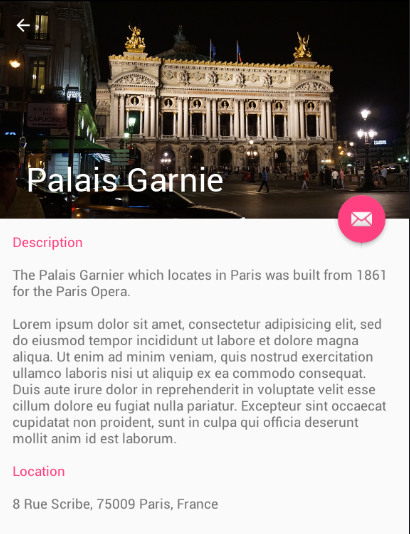 Palais Garnie
Description
The Palais Garnier which locates in Paris was built from 1861
for the Paris Opera.
Lorem ipsum dolor sit amet, consectetur adipisicing elit, sed
do eiusmod tempor incididunt ut labore et dolore magna
aliqua. Ut enim ad minim veniam, quis nostrud exercitation
ullamco laboris nisi ut aliquip ex ea commodo consequat.
Duis aute irure dolor in reprehenderit in voluptate velit esse
cillum dolore eu fugiat nulla pariatur. Excepteur sint occaecat
cupidatat non proident, sunt in culpa qui officia deserunt
mollit anim id est laborum.
Location
8 Rue Scribe, 75009 Paris, France